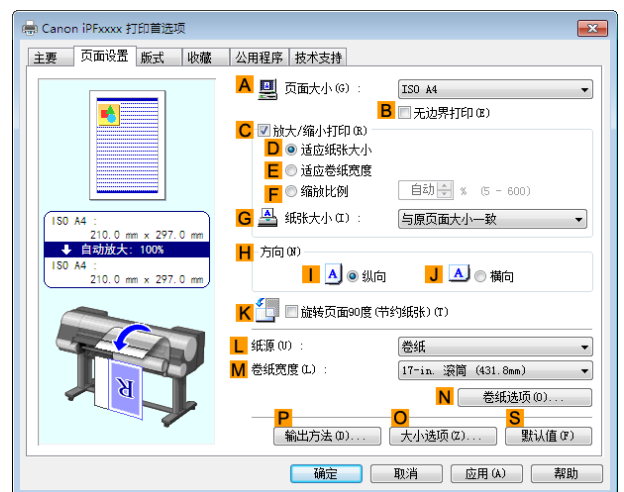 Canon iPFxxxx 打印首选项
主要 页面设置 版式 收藏 公用程序 技术支持
A 页面大小(G) : ISO A4
B 无边界打印(E)
C 放大/缩小打印(R)
D 适应纸张大小
E 适应卷纸宽度
F 缩放比例 自动 % (5 - 600)
G 纸张大小(I) : 与原页面大小一致
ISO A4 :
210.0 mm x 297.0 mm
自动放大: 100%
ISO A4 :
210.0 mm x 297.0 mm
H 方向(N)
I A 纵向 J A 横向
K 旋转页面90度(节约纸张)(T)
R
L 纸源(U) : 卷纸
M 卷纸宽度(L) : 17-in. 滚筒 (431.8mm)
N 卷纸选项(O)...
P O S
输出方法(D)... 大小选项(Z)... 默认值(F)
确定 取消 应用(A) 帮助